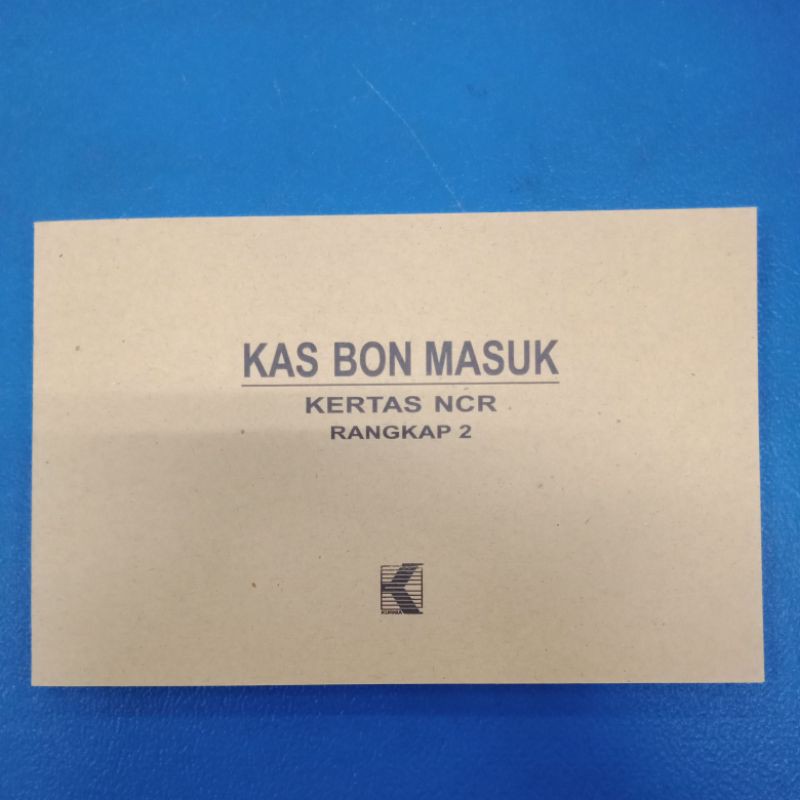 KAS BON MASUK
KERTAS NCR
RANGKAP 2
K